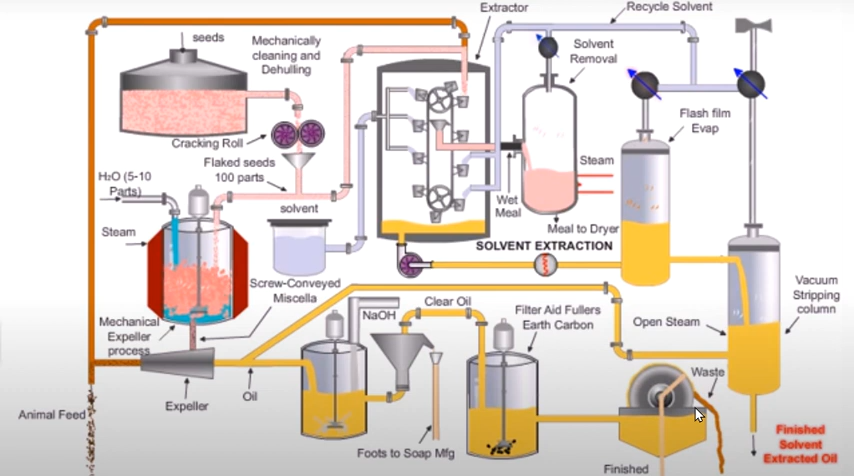 seeds
Mechanically
cleaning and
Dehulling
Extractor
Recycle Solvent
Solvent
Removal
Cracking Roll
Flash film
Evap
Flaked seeds
100 parts
H₂O (5-10
Parts)
Steam
solvent
Steam
Wet
Meal
Meal to Dryer
SOLVENT EXTRACTION
Screw-Conveyed
Miscella
Vacuum
Stripping
column
Mechanical
Expeller
process
NaOH
Clear Oil
Filter Aid Fullers
Earth Carbon
Open Steam
Waste
Animal Feed
Expeller
Oil
Foots to Soap Mfg
Finished
Finished
Solvent
Extracted Oil